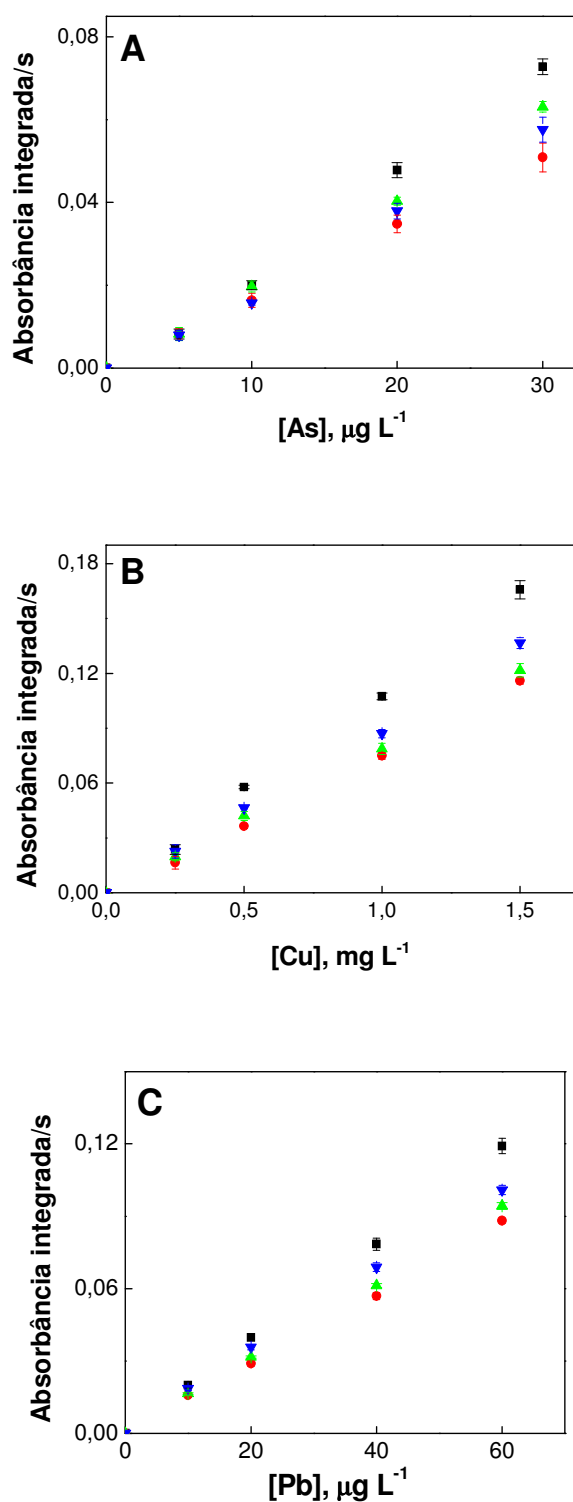 A
0,08
0,04
0,00
Absorbância integrada/s
0 10 20 30
[As], μg L⁻¹
B
0,18
0,12
0,06
0,00
Absorbância integrada/s
0,0 0,5 1,0 1,5
[Cu], mg L⁻¹
C
0,12
0,06
0,00
Absorbância integrada/s
0 20 40 60
[Pb], μg L⁻¹